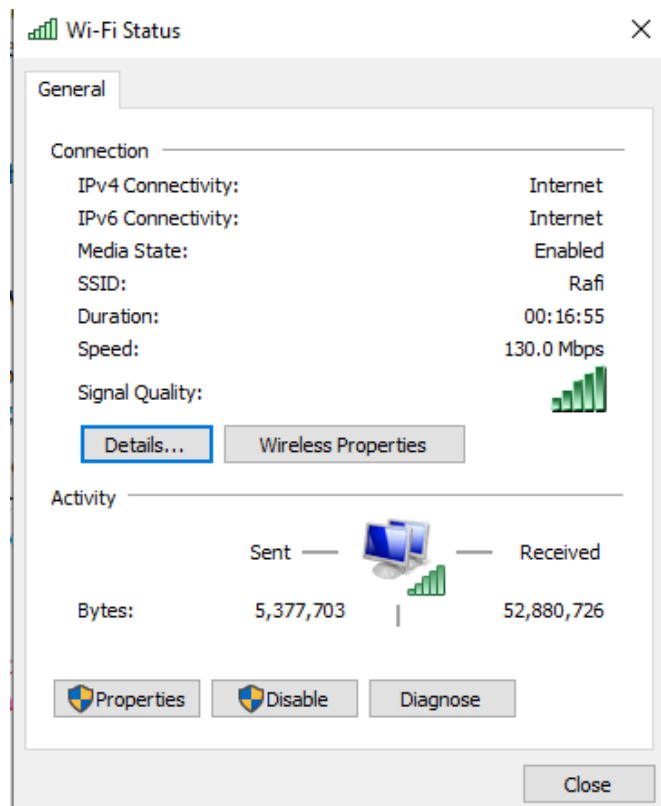 Wi-Fi Status
General
Connection
IPv4 Connectivity: Internet
IPv6 Connectivity: Internet
Media State: Enabled
SSID: Rafi
Duration: 00:16:55
Speed: 130.0 Mbps
Signal Quality:
Details... Wireless Properties
Activity
Sent Received
Bytes: 5,377,703 52,880,726
Properties Disable Diagnose
Close